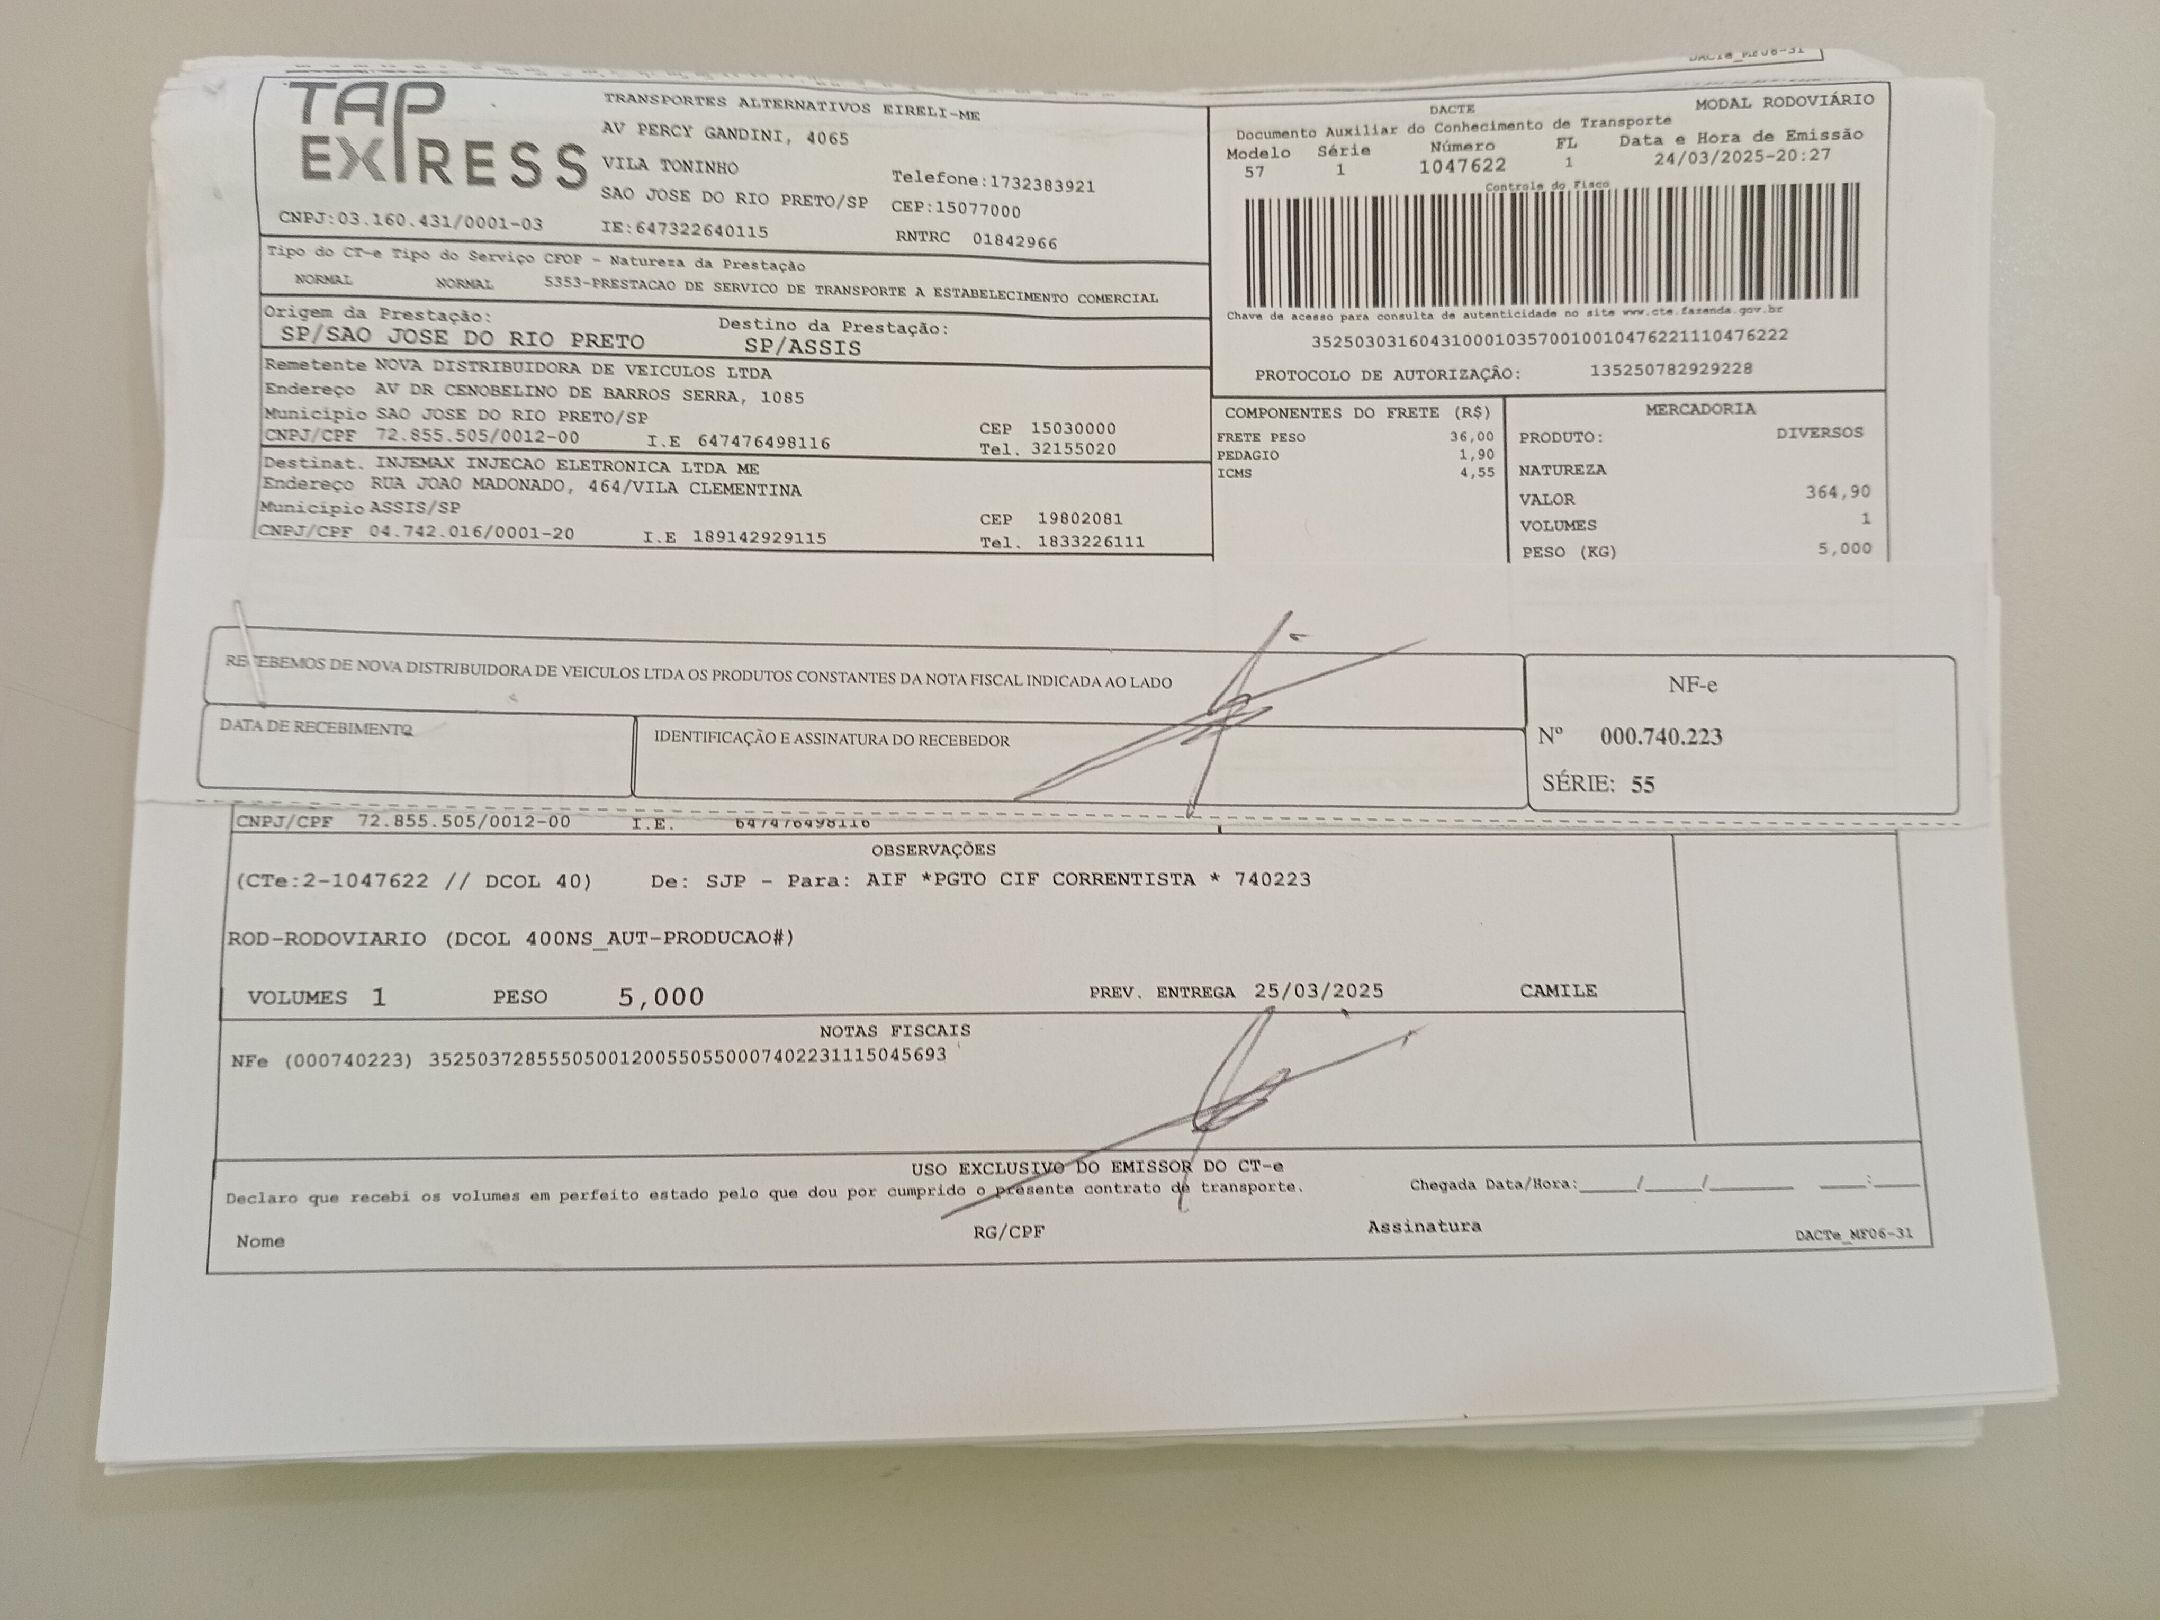 DACTe_MF06-31
TAP EXPRESS
TRANSPORTES ALTERNATIVOS EIRELI-ME
AV PERCY GANDINI, 4065
VILA TONINHO
Telefone:1732383921
SAO JOSE DO RIO PRETO/SP CEP:15077000
CNPJ:03.160.431/0001-03 IE:647322640115 RNTRC 01842966
DACTE MODAL RODOVIÁRIO
Documento Auxiliar do Conhecimento de Transporte
Modelo Série Número FL Data e Hora de Emissão
57 1 1047622 1 24/03/2025-20:27
Controle do Fisco
Chave de acesso para consulta de autenticidade no site www.cte.fazenda.gov.br
35250303160431000103570010010476221110476222
PROTOCOLO DE AUTORIZAÇÃO: 135250782929228
Tipo do CT-e Tipo do Serviço CFOP - Natureza da Prestação
NORMAL NORMAL 5353-PRESTACAO DE SERVICO DE TRANSPORTE A ESTABELECIMENTO COMERCIAL
Origem da Prestação: Destino da Prestação:
SP/SAO JOSE DO RIO PRETO SP/ASSIS
Remetente NOVA DISTRIBUIDORA DE VEICULOS LTDA
Endereço AV DR CENOBELINO DE BARROS SERRA, 1085
Município SAO JOSE DO RIO PRETO/SP CEP 15030000
CNPJ/CPF 72.855.505/0012-00 I.E 647476498116 Tel. 32155020
Destinat. INJEMAX INJECAO ELETRONICA LTDA ME
Endereço RUA JOAO MADONADO, 464/VILA CLEMENTINA
Município ASSIS/SP CEP 19802081
CNPJ/CPF 04.742.016/0001-20 I.E 189142929115 Tel. 1833226111
COMPONENTES DO FRETE (R$)
FRETE PESO 36,00
PEDAGIO 1,90
ICMS 4,55
MERCADORIA
PRODUTO: DIVERSOS
NATUREZA
VALOR 364,90
VOLUMES 1
PESO (KG) 5,000
RECEBEMOS DE NOVA DISTRIBUIDORA DE VEICULOS LTDA OS PRODUTOS CONSTANTES DA NOTA FISCAL INDICADA AO LADO
DATA DE RECEBIMENTO
IDENTIFICAÇÃO E ASSINATURA DO RECEBEDOR
NF-e
Nº 000.740.223
SÉRIE: 55
CNPJ/CPF 72.855.505/0012-00 I.E. 647476498116
OBSERVAÇÕES
(CTe:2-1047622 // DCOL 40) De: SJP - Para: AIF *PGTO CIF CORRENTISTA * 740223
ROD-RODOVIARIO (DCOL 400NS_AUT-PRODUCAO#)
VOLUMES 1 PESO 5,000 PREV. ENTREGA 25/03/2025 CAMILE
NOTAS FISCAIS
NFe (000740223) 35250372855505001200550550007402231115045693
USO EXCLUSIVO DO EMISSOR DO CT-e
Declaro que recebi os volumes em perfeito estado pelo que dou por cumprido o presente contrato de transporte. Chegada Data/Hora:____/____/______ ____:____
Nome RG/CPF Assinatura
DACTe_MF06-31